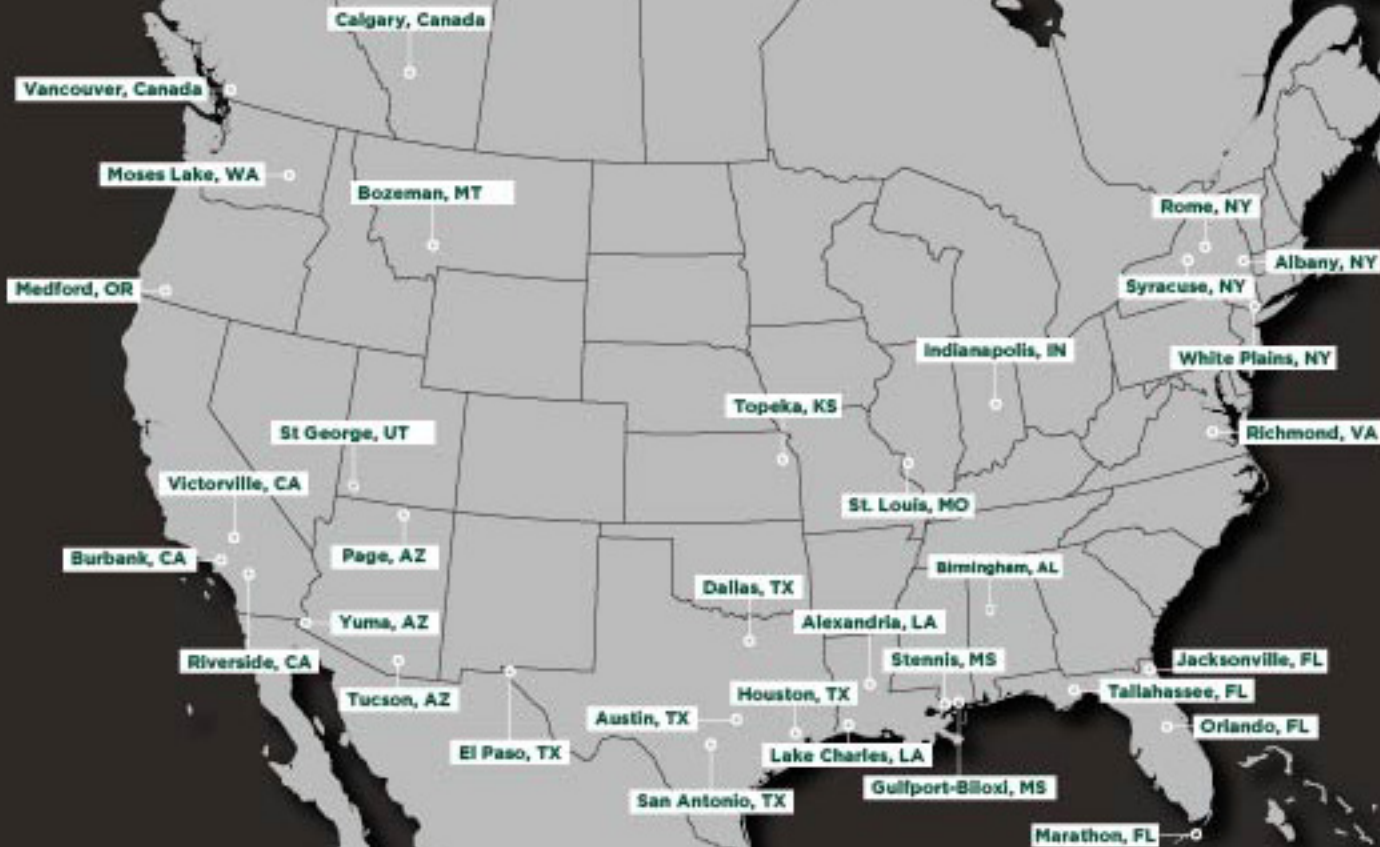 Calgary, Canada
Vancouver, Canada
Moses Lake, WA
Bozeman, MT
Rome, NY
Albany, NY
Medford, OR
Syracuse, NY
Indianapolis, IN
White Plains, NY
Topeka, KS
St George, UT
Richmond, VA
Victorville, CA
St. Louis, MO
Burbank, CA
Page, AZ
Birmingham, AL
Dallas, TX
Yuma, AZ
Alexandria, LA
Riverside, CA
Stennis, MS
Jacksonville, FL
Tucson, AZ
Houston, TX
Tallahassee, FL
Austin, TX
Orlando, FL
El Paso, TX
Lake Charles, LA
Gulfport-Biloxi, MS
San Antonio, TX
Marathon, FL